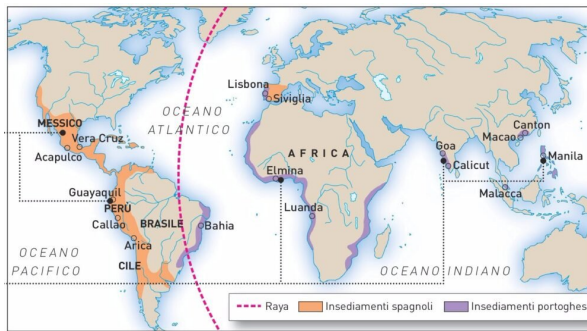 Lisbona
Siviglia
OCEANO
ATLANTICO
MESSICO
Vera Cruz
Acapulco
AFRICA
Canton
Macao
Goa
Calicut
Manila
Guayaquil
Elmina
Malacca
PERÙ
BRASILE
Bahia
Luanda
Callao
Arica
OCEANO
PACIFICO
CILE
OCEANO INDIANO
Raya
Insediamenti spagnoli
Insediamenti portoghes